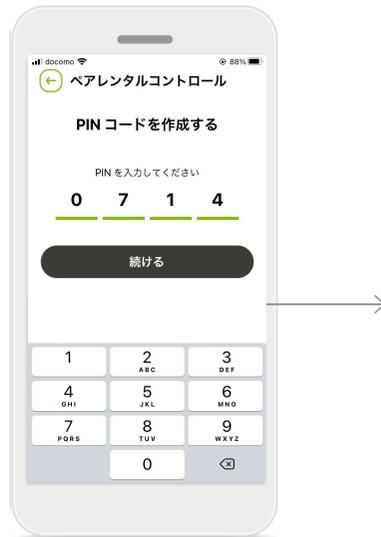 docomo 88%
ペアレンタルコントロール
PIN コードを作成する
PIN を入力してください
0 7 1 4
続ける
1 2 3
ABC DEF
4 5 6
GHI JKL MNO
7 8 9
PQRS TUV WXYZ
0